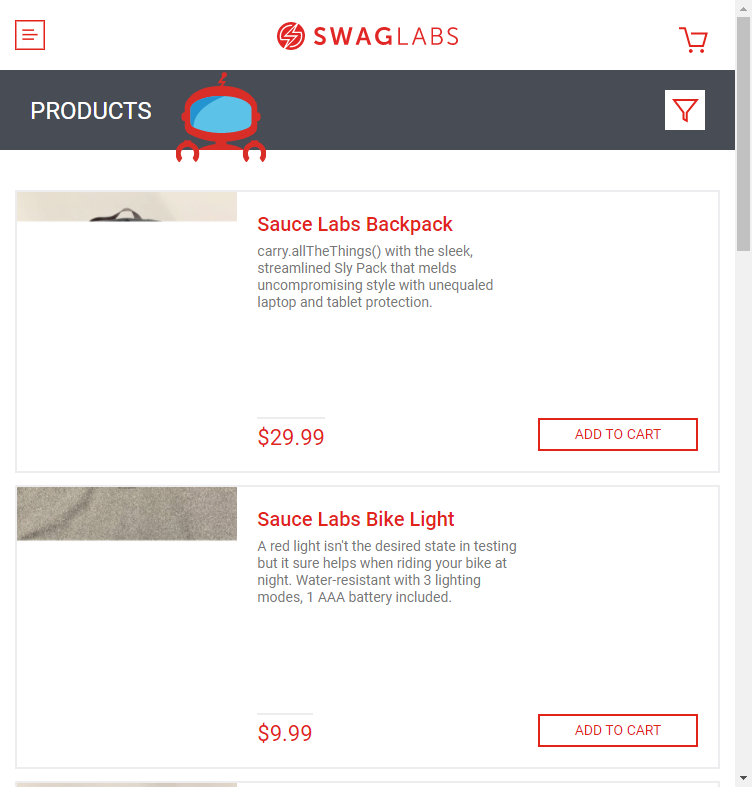 SWAGLABS
PRODUCTS
Sauce Labs Backpack
carry.allTheThings() with the sleek,
streamlined Sly Pack that melds
uncompromising style with unequaled
laptop and tablet protection.
$29.99
ADD TO CART
Sauce Labs Bike Light
A red light isn't the desired state in testing
but it sure helps when riding your bike at
night. Water-resistant with 3 lighting
modes, 1 AAA battery included.
$9.99
ADD TO CART